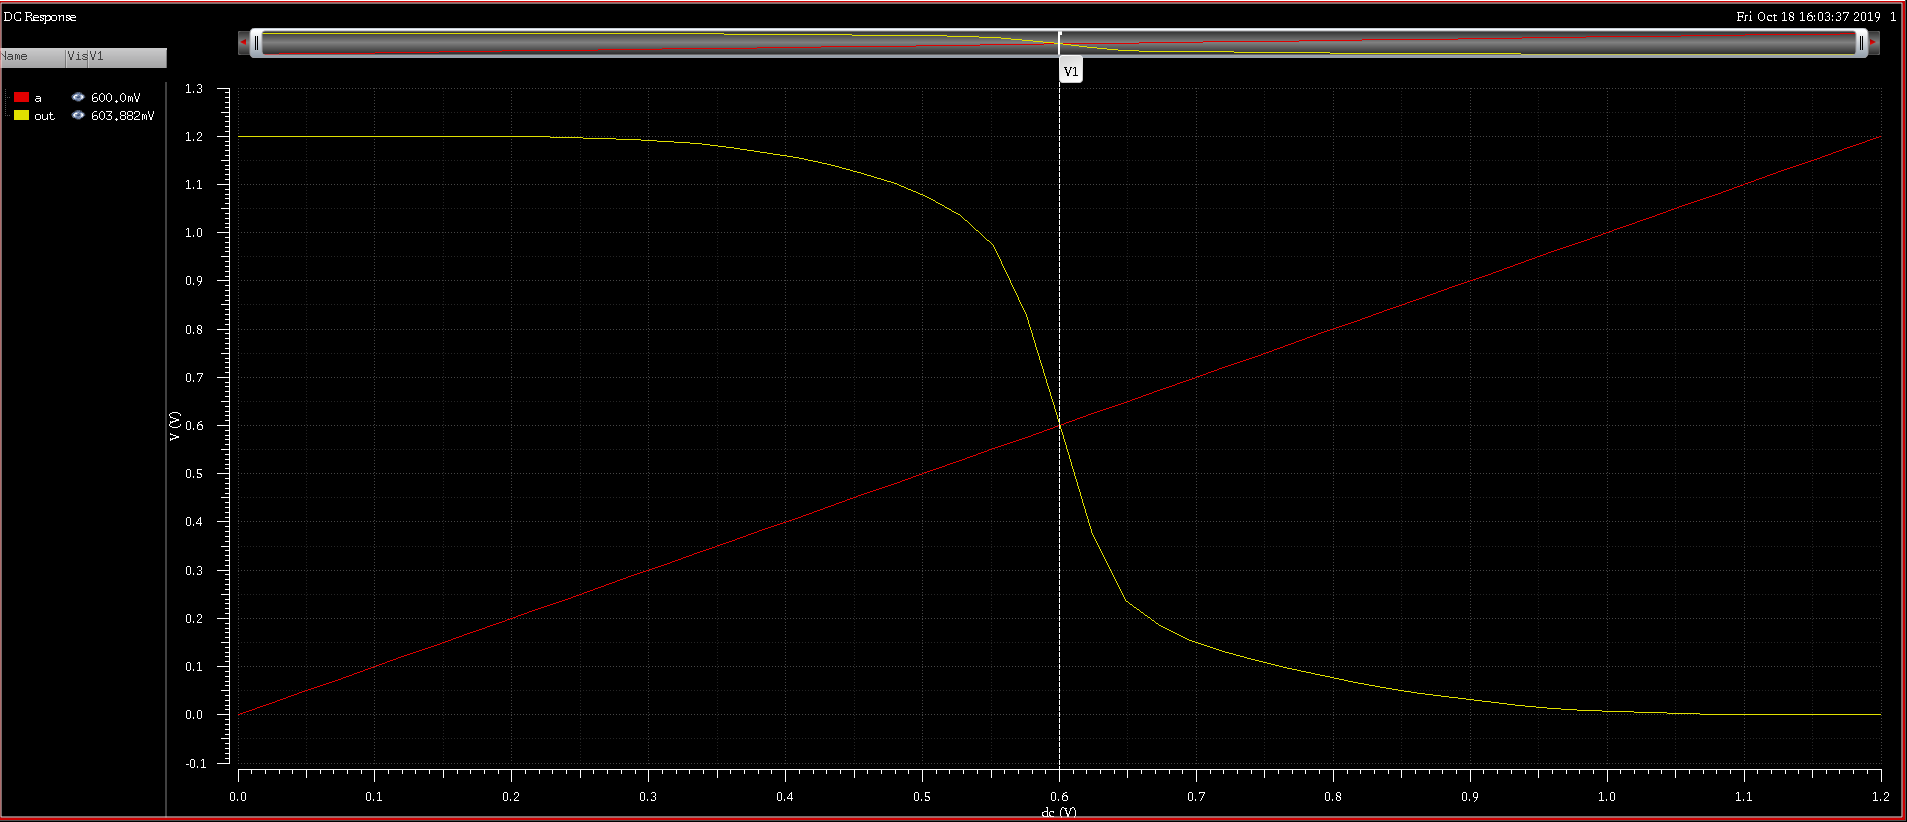 DC Response
Fri Oct 18 16:03:37 2019 1
Name Vis V1
V1
a 600.0mV
out 603.882mV
1.3
1.2
1.1
1.0
0.9
0.8
0.7
0.6
0.5
0.4
0.3
0.2
0.1
0.0
-0.1
V (V)
0.0 0.1 0.2 0.3 0.4 0.5 0.6 0.7 0.8 0.9 1.0 1.1 1.2
dc (V)